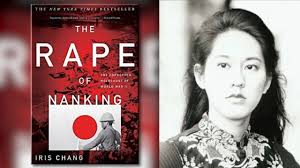 THE NEW YORK TIMES BESTSELLER
THE
RAPE
OF
NANKING
THE FORGOTTEN
HOLOCAUST OF
WORLD WAR II
IRIS CHANG